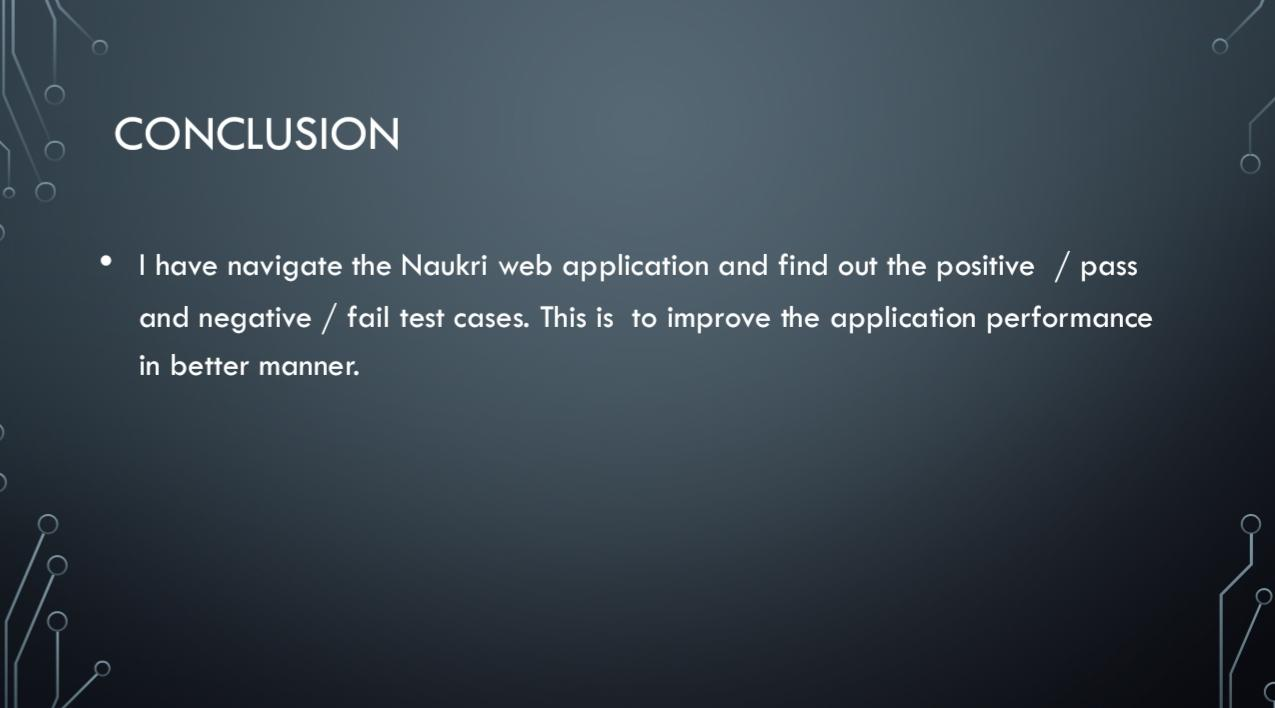 CONCLUSION
• I have navigate the Naukri web application and find out the positive  / pass
and negative / fail test cases. This is  to improve the application performance
in better manner.